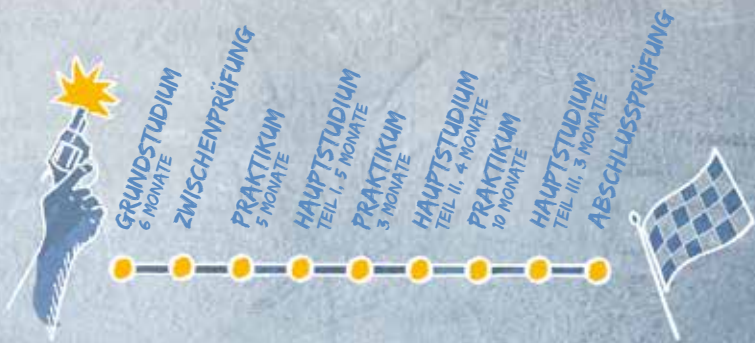 GRUNDSTUDIUM
6 MONATE
ZWISCHENPRÜFUNG
PRAKTIKUM
5 MONATE
HAUPTSTUDIUM
TEIL I, 5 MONATE
PRAKTIKUM
3 MONATE
HAUPTSTUDIUM
TEIL II, 4 MONATE
PRAKTIKUM
10 MONATE
HAUPTSTUDIUM
TEIL III, 3 MONATE
ABSCHLUSSPRÜFUNG